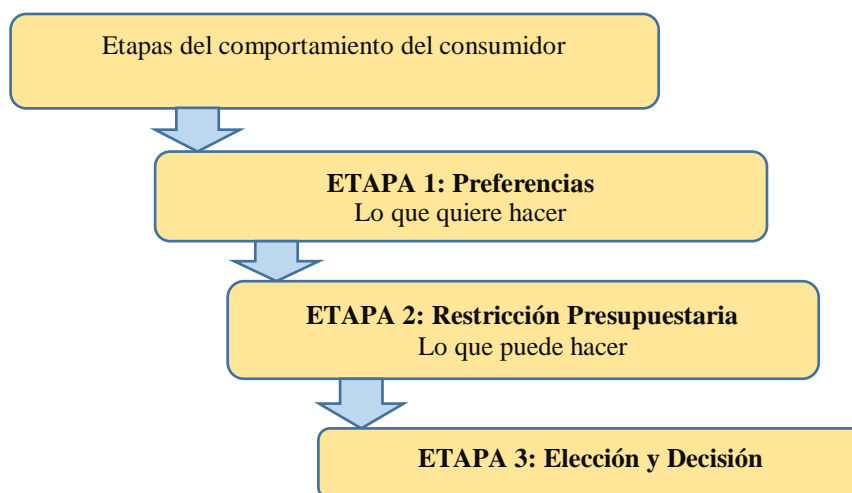 Etapas del comportamiento del consumidor
ETAPA 1: Preferencias
Lo que quiere hacer
ETAPA 2: Restricción Presupuestaria
Lo que puede hacer
ETAPA 3: Elección y Decisión